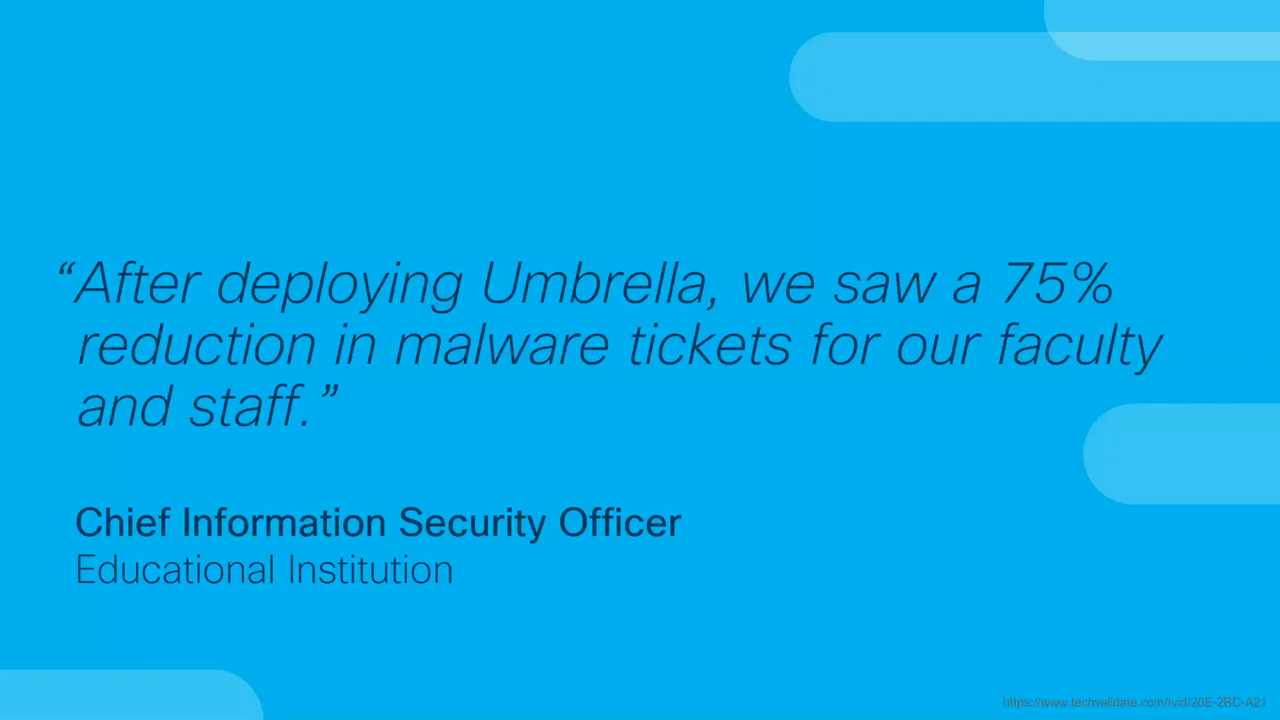 “After deploying Umbrella, we saw a 75%
reduction in malware tickets for our faculty
and staff.”
Chief Information Security Officer
Educational Institution
https://www.techvalidate.com/tvid/20E-2BC-A21